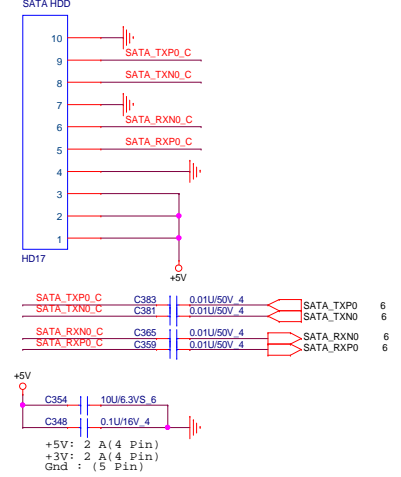 SATA HDD
10
9 SATA_TXP0_C
8 SATA_TXN0_C
7
6 SATA_RXN0_C
5 SATA_RXP0_C
4
3
2
1
HD17
+5V
SATA_TXP0_C C383 0.01U/50V_4 SATA_TXP0 6
SATA_TXN0_C C381 0.01U/50V_4 SATA_TXN0 6
SATA_RXN0_C C365 0.01U/50V_4 SATA_RXN0 6
SATA_RXP0_C C359 0.01U/50V_4 SATA_RXP0 6
+5V
C354 10U/6.3VS_6
C348 0.1U/16V_4
+5V: 2 A(4 Pin)
+3V: 2 A(4 Pin)
Gnd : (5 Pin)